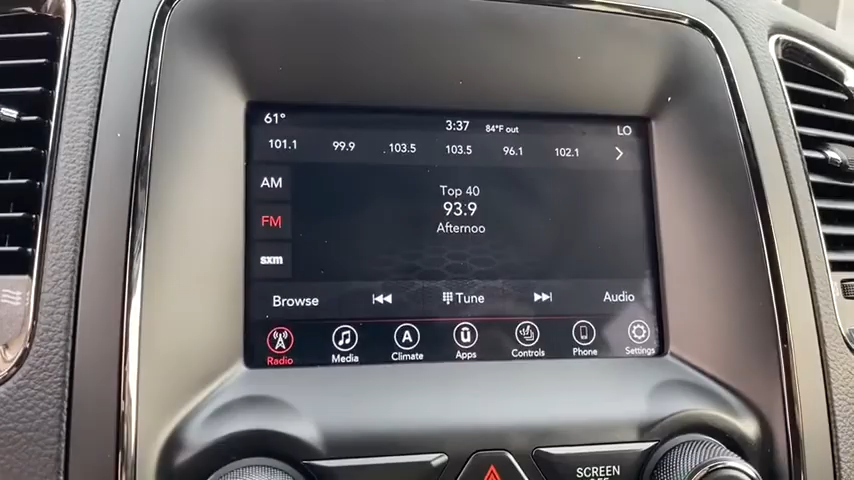 61° 3:37 84°F out LO
101.1 99.9 103.5 103.5 96.1 102.1
AM
FM
sxm
Top 40
93.9
Afternoo
Browse Tune Audio
Radio Media Climate Apps Controls Phone Settings
SCREEN
OFF